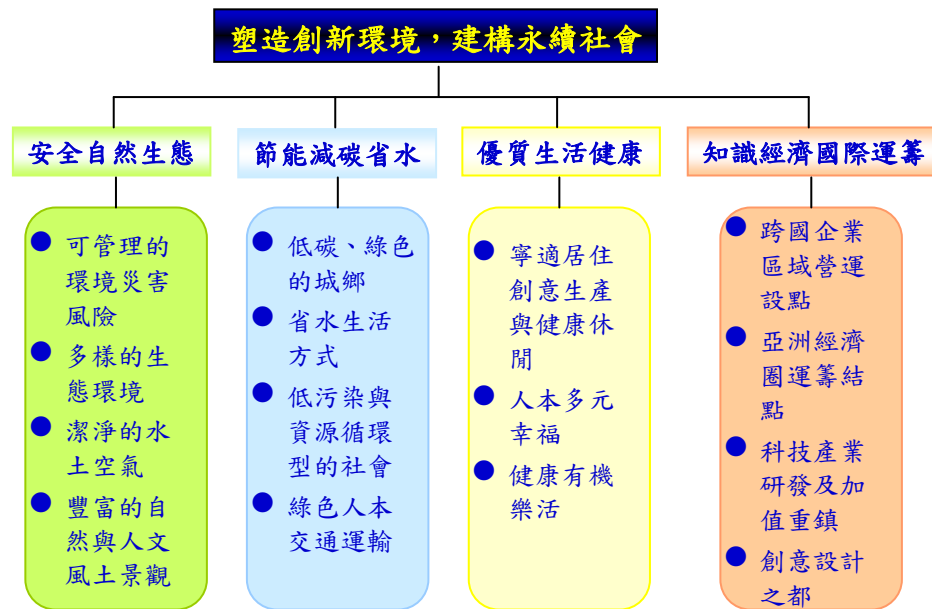 塑造創新環境，建構永續社會
安全自然生態
● 可管理的
環境災害
風險
● 多樣的生
態環境
● 潔淨的水
土空氣
● 豐富的自
然與人文
風土景觀
節能減碳省水
● 低碳、綠色
的城鄉
● 省水生活
方式
● 低污染與
資源循環
型的社會
● 綠色人本
交通運輸
優質生活健康
● 寧適居住
創意生產
與健康休
閒
● 人本多元
幸福
● 健康有機
樂活
知識經濟國際運籌
● 跨國企業
區域營運
設點
● 亞洲經濟
圈運籌結
點
● 科技產業
研發及加
值重鎮
● 創意設計
之都